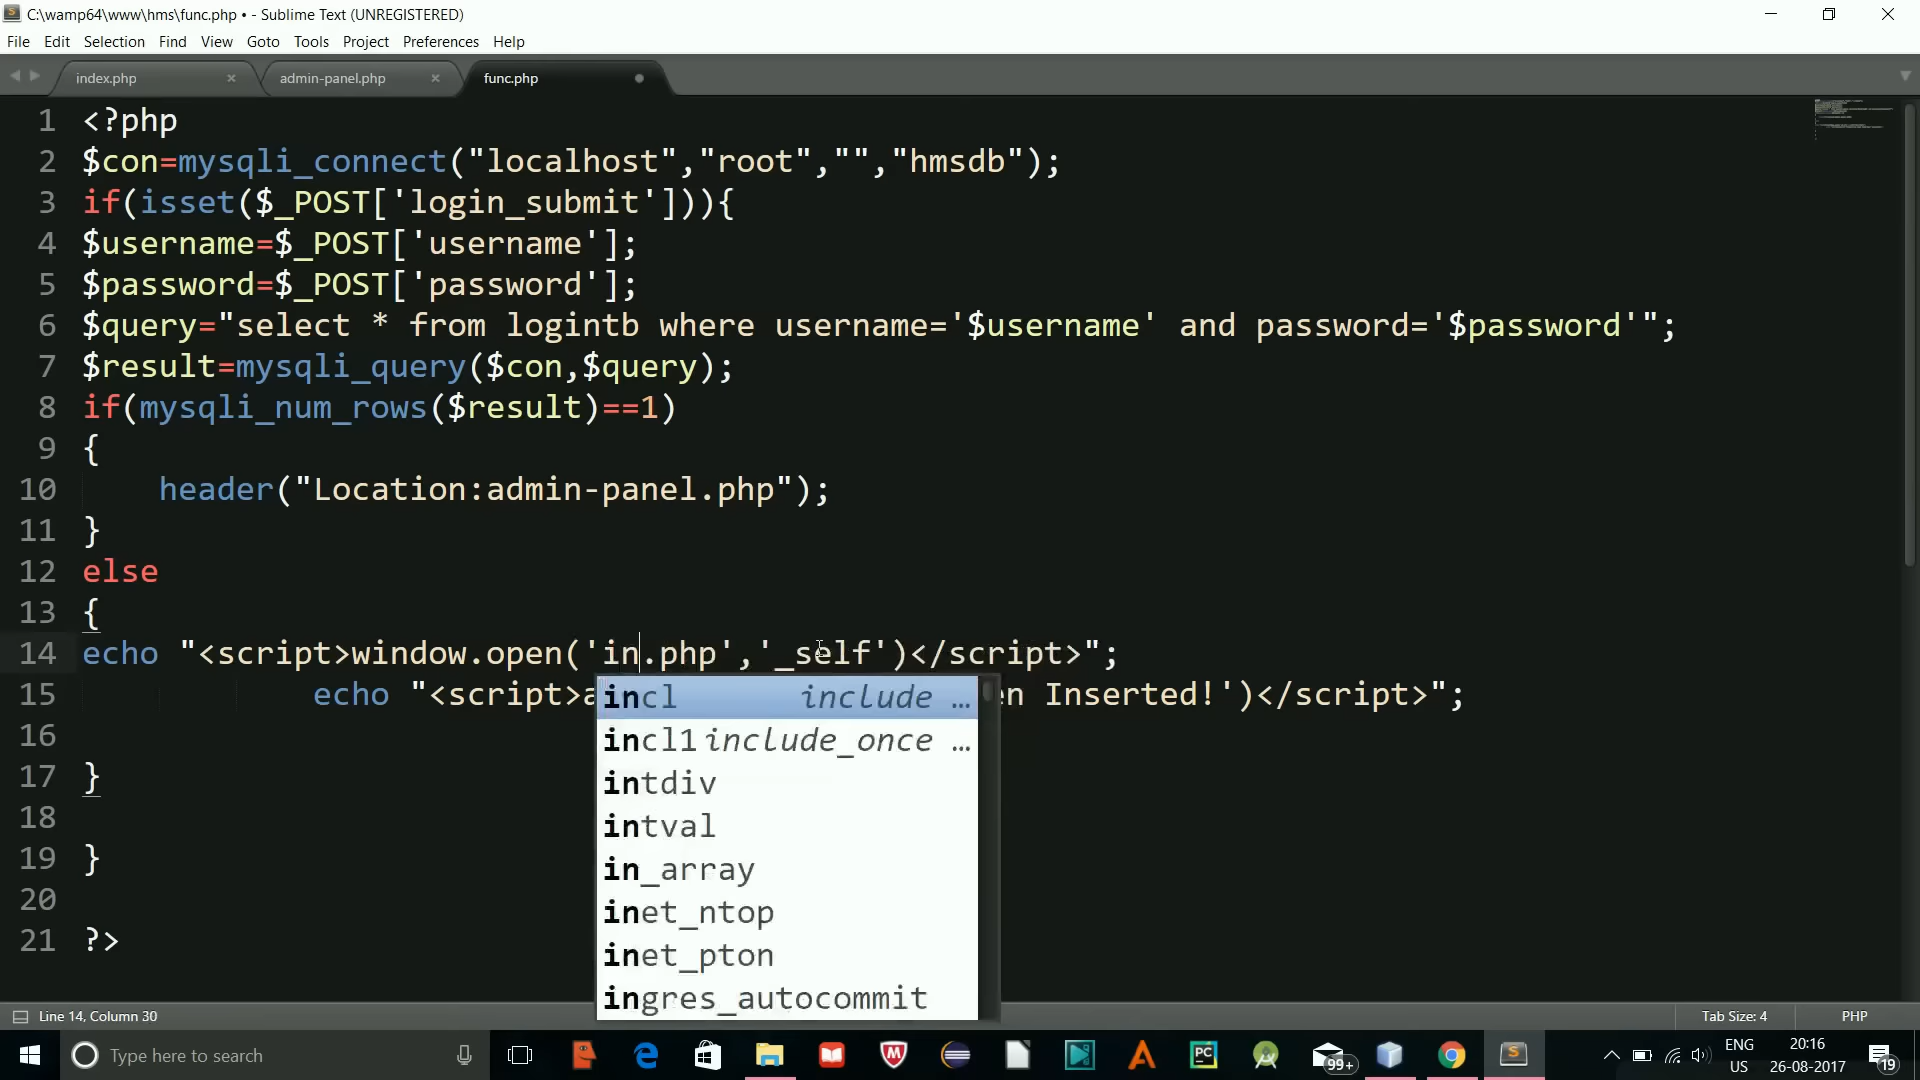 C:\wamp64\www\hms\func.php • - Sublime Text (UNREGISTERED)
File Edit Selection Find View Goto Tools Project Preferences Help
index.php × admin-panel.php × func.php
1 <?php
2 $con=mysqli_connect("localhost","root","","hmsdb");
3 if(isset($_POST['login_submit'])){
4 $username=$_POST['username'];
5 $password=$_POST['password'];
6 $query="select * from logintb where username='$username' and password='$password'";
7 $result=mysqli_query($con,$query);
8 if(mysqli_num_rows($result)==1)
9 {
10 header("Location:admin-panel.php");
11 }
12 else
13 {
14 echo "<script>window.open('in.php','_self')</script>";
15 echo "<script>a en Inserted!')</script>";
incl include …
16
incl1 include_once …
17 }
intdiv
18
intval
19 }
in_array
20
inet_ntop
21 ?>
inet_pton
ingres_autocommit
Line 14, Column 30 Tab Size: 4 PHP
Type here to search
PC
99+
ENG
US
20:16
26-08-2017
19